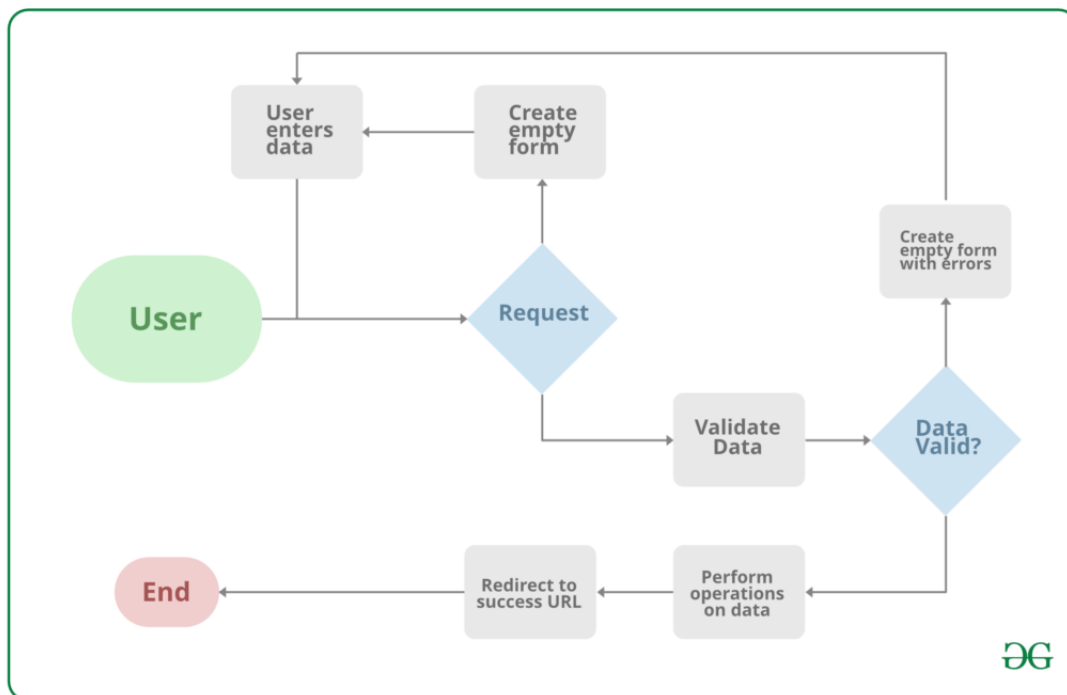 User
enters
data
Create
empty
form
Create
empty form
with errors
User
Request
Validate
Data
Data
Valid?
End
Redirect to
success URL
Perform
operations
on data